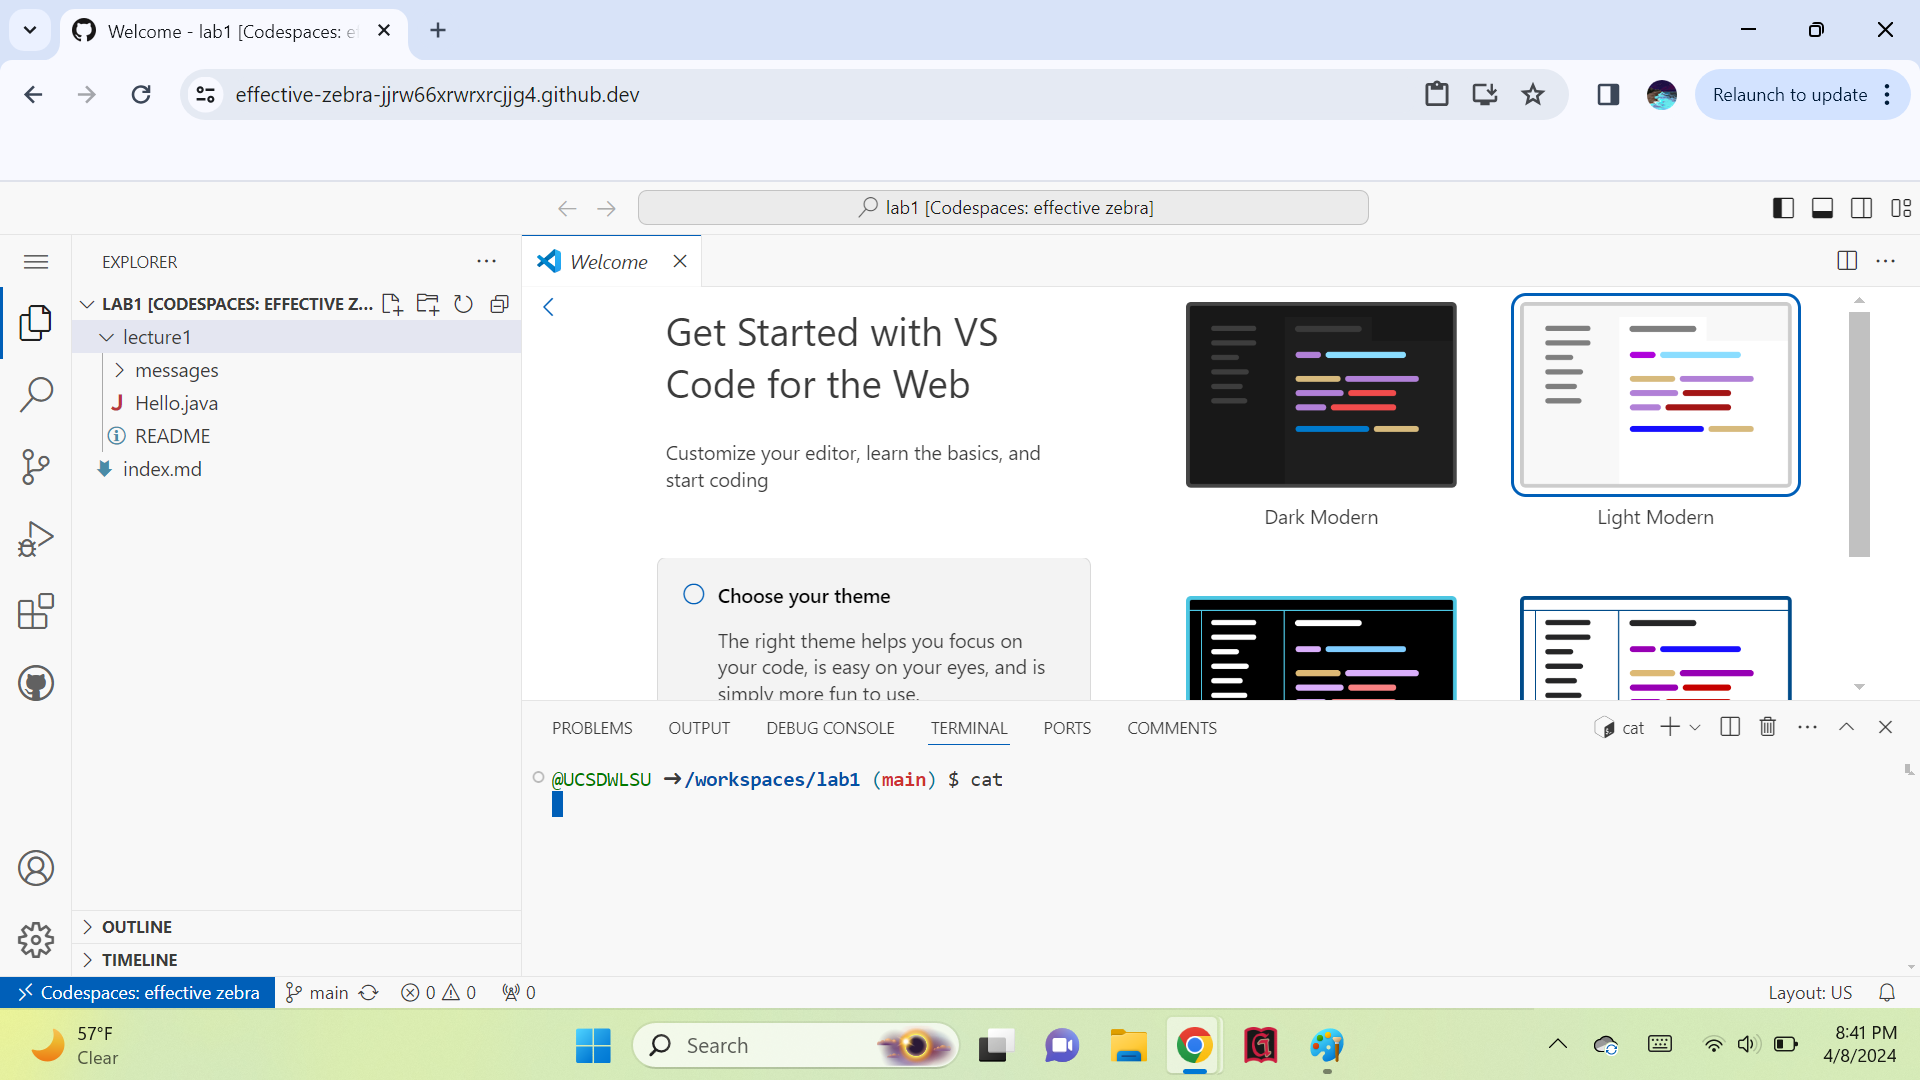 Welcome - lab1 [Codespaces: ef
effective-zebra-jjrw66xrwrxrcjjg4.github.dev
Relaunch to update
lab1 [Codespaces: effective zebra]
EXPLORER
LAB1 [CODESPACES: EFFECTIVE Z...
lecture1
messages
Hello.java
README
index.md
OUTLINE
TIMELINE
Welcome
Get Started with VS
Code for the Web
Customize your editor, learn the basics, and
start coding
Choose your theme
The right theme helps you focus on
your code, is easy on your eyes, and is
simply more fun to use.
Dark Modern
Light Modern
PROBLEMS
OUTPUT
DEBUG CONSOLE
TERMINAL
PORTS
COMMENTS
cat
@UCSDWLSU ➜/workspaces/lab1 (main) $ cat
Codespaces: effective zebra
main
0
0
0
Layout: US
57°F
Clear
Search
8:41 PM
4/8/2024